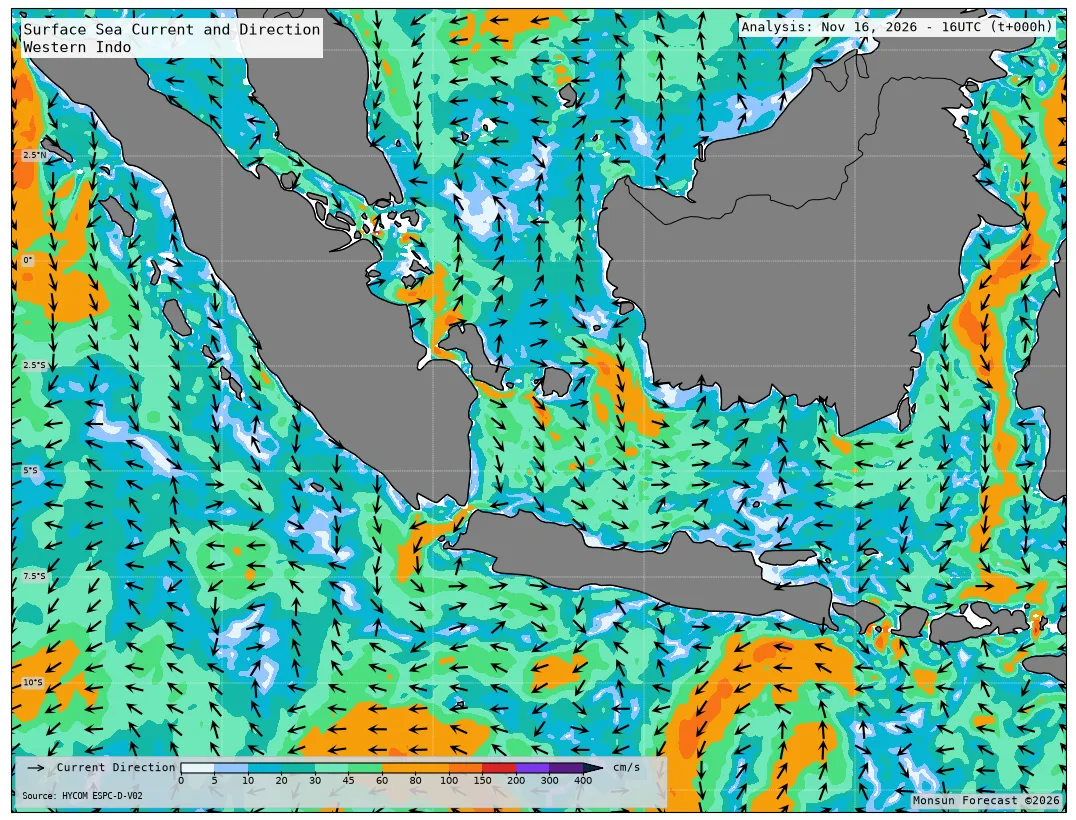 Surface Sea Current and Direction
Western Indo
Analysis: Nov 16, 2026 - 16UTC (t+000h)
2.5°N
0°
2.5°S
5°S
7.5°S
10°S
Current Direction
0 5 10 20 30 45 60 80 100 150 200 300 400
cm/s
Source: HYCOM ESPC-D-V02
Monsun Forecast ©2026